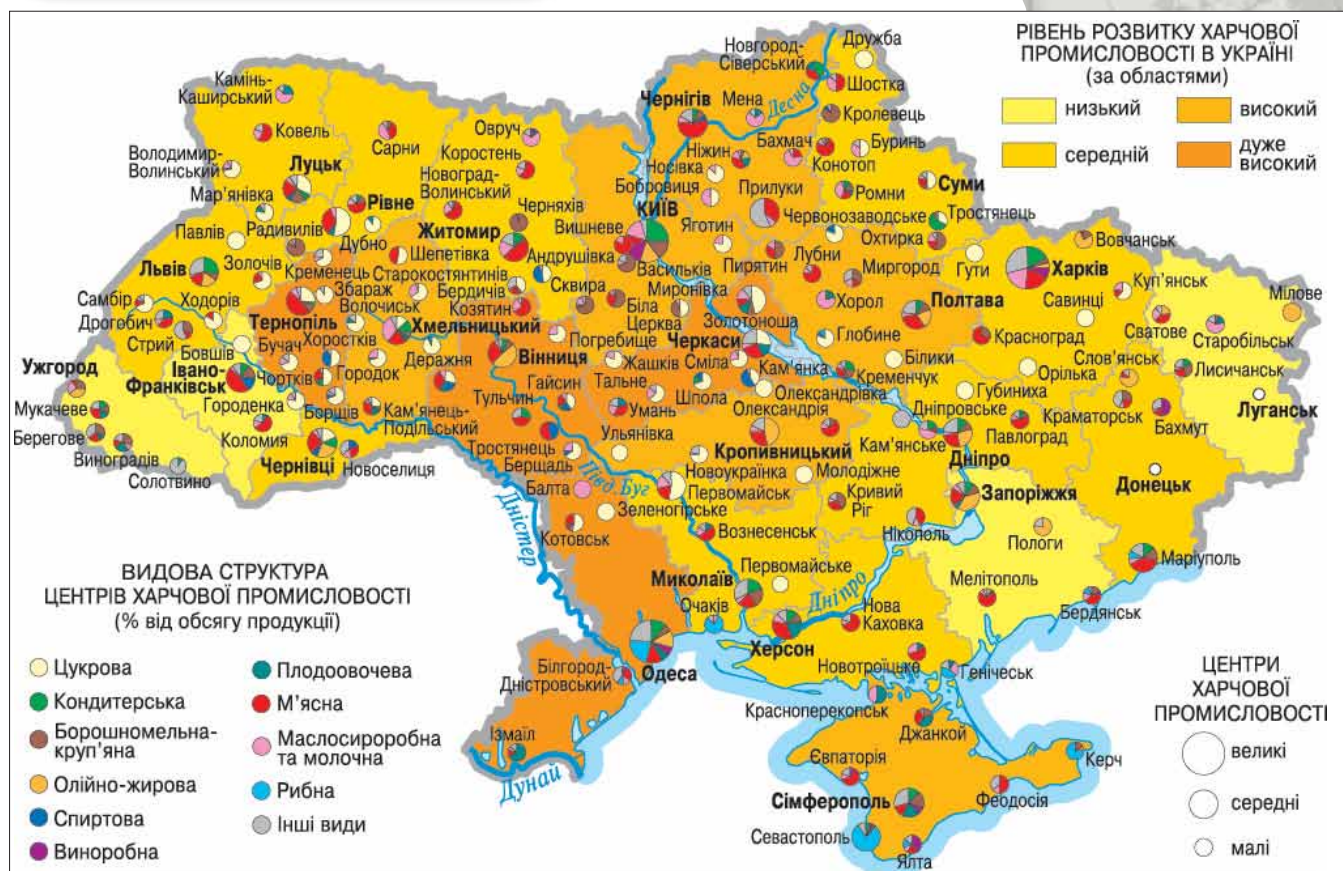 РІВЕНЬ РОЗВИТКУ ХАРЧОВОЇ
ПРОМИСЛОВОСТІ В УКРАЇНІ
(за областями)
низький
високий
середній
дуже
високий
Новгород-
Сіверський
Дружба
Шостка
Камінь-
Каширський
Чернігів
Мена
Десна
Кролевець
Ковель
Сарни
Овруч
Ніжин
Бахмач
Конотоп
Буринь
Володимир-
Волинський
Луцьк
Коростень
Новоград-
Волинський
Носівка
Бобровиця
Прилуки
Ромни
Суми
Мар’янівка
Рівне
Черняхів
КИЇВ
Яготин
Червонозаводське
Тростянець
Павлів
Радивилів
Дубно
Житомир
Вишневе
Лубни
Охтирка
Вовчанськ
Львів
Золочів
Кременець
Шепетівка
Андрушівка
Васильків
Пирятин
Миргород
Гути
Харків
Куп’янськ
Самбір
Ходорів
Збараж
Старокостянтинів
Бердичів
Сквира
Миронівка
Хорол
Полтава
Савинці
Мілове
Дрогобич
Волочиськ
Козятин
Біла
Церква
Золотоноша
Красноград
Сватове
Старобільськ
Стрий
Тернопіль
Хмельницький
Погребище
Черкаси
Глобине
Ужгород
Бовшів
Бучач
Хоростків
Деражня
Вінниця
Жашків
Сміла
Білики
Слов’янськ
Лисичанськ
Івано-
Франківськ
Чортків
Городок
Гайсин
Тальне
Кам’янка
Кременчук
Орілька
Мукачеве
Городенка
Борщів
Кам’янець-
Подільський
Тульчин
Умань
Шпола
Олександрівка
Губиниха
Луганськ
Берегове
Коломия
Ульянівка
Олександрія
Дніпровське
Краматорськ
Бахмут
Виноградів
Чернівці
Новоселиця
Тростянець
Бершадь
Кропивницький
Кам’янське
Павлоград
Солотвино
Балта
Півд. Буг
Новоукраїнка
Молодіжне
Дніпро
Донецьк
Первомайськ
Запоріжжя
Зеленогірське
Кривий
Ріг
Дністер
Котовськ
Вознесенськ
Нікополь
Пологи
Маріуполь
Первомайське
Миколаїв
Дніпро
Мелітополь
Очаків
Нова
Каховка
Бердянськ
Херсон
Одеса
Новотроїцьке
Генічеськ
Білгород-
Дністровський
Красноперекопськ
Джанкой
Ізмаїл
Євпаторія
Керч
Дунай
Сімферополь
Феодосія
Севастополь
Ялта
ВИДОВА СТРУКТУРА
ЦЕНТРІВ ХАРЧОВОЇ ПРОМИСЛОВОСТІ
(% від обсягу продукції)
Цукрова
Кондитерська
Борошномельна-
круп’яна
Олійно-жирова
Спиртова
Виноробна
Плодоовочева
М’ясна
Маслосироробна
та молочна
Рибна
Інші види
ЦЕНТРИ
ХАРЧОВОЇ
ПРОМИСЛОВОСТІ
великі
середні
малі